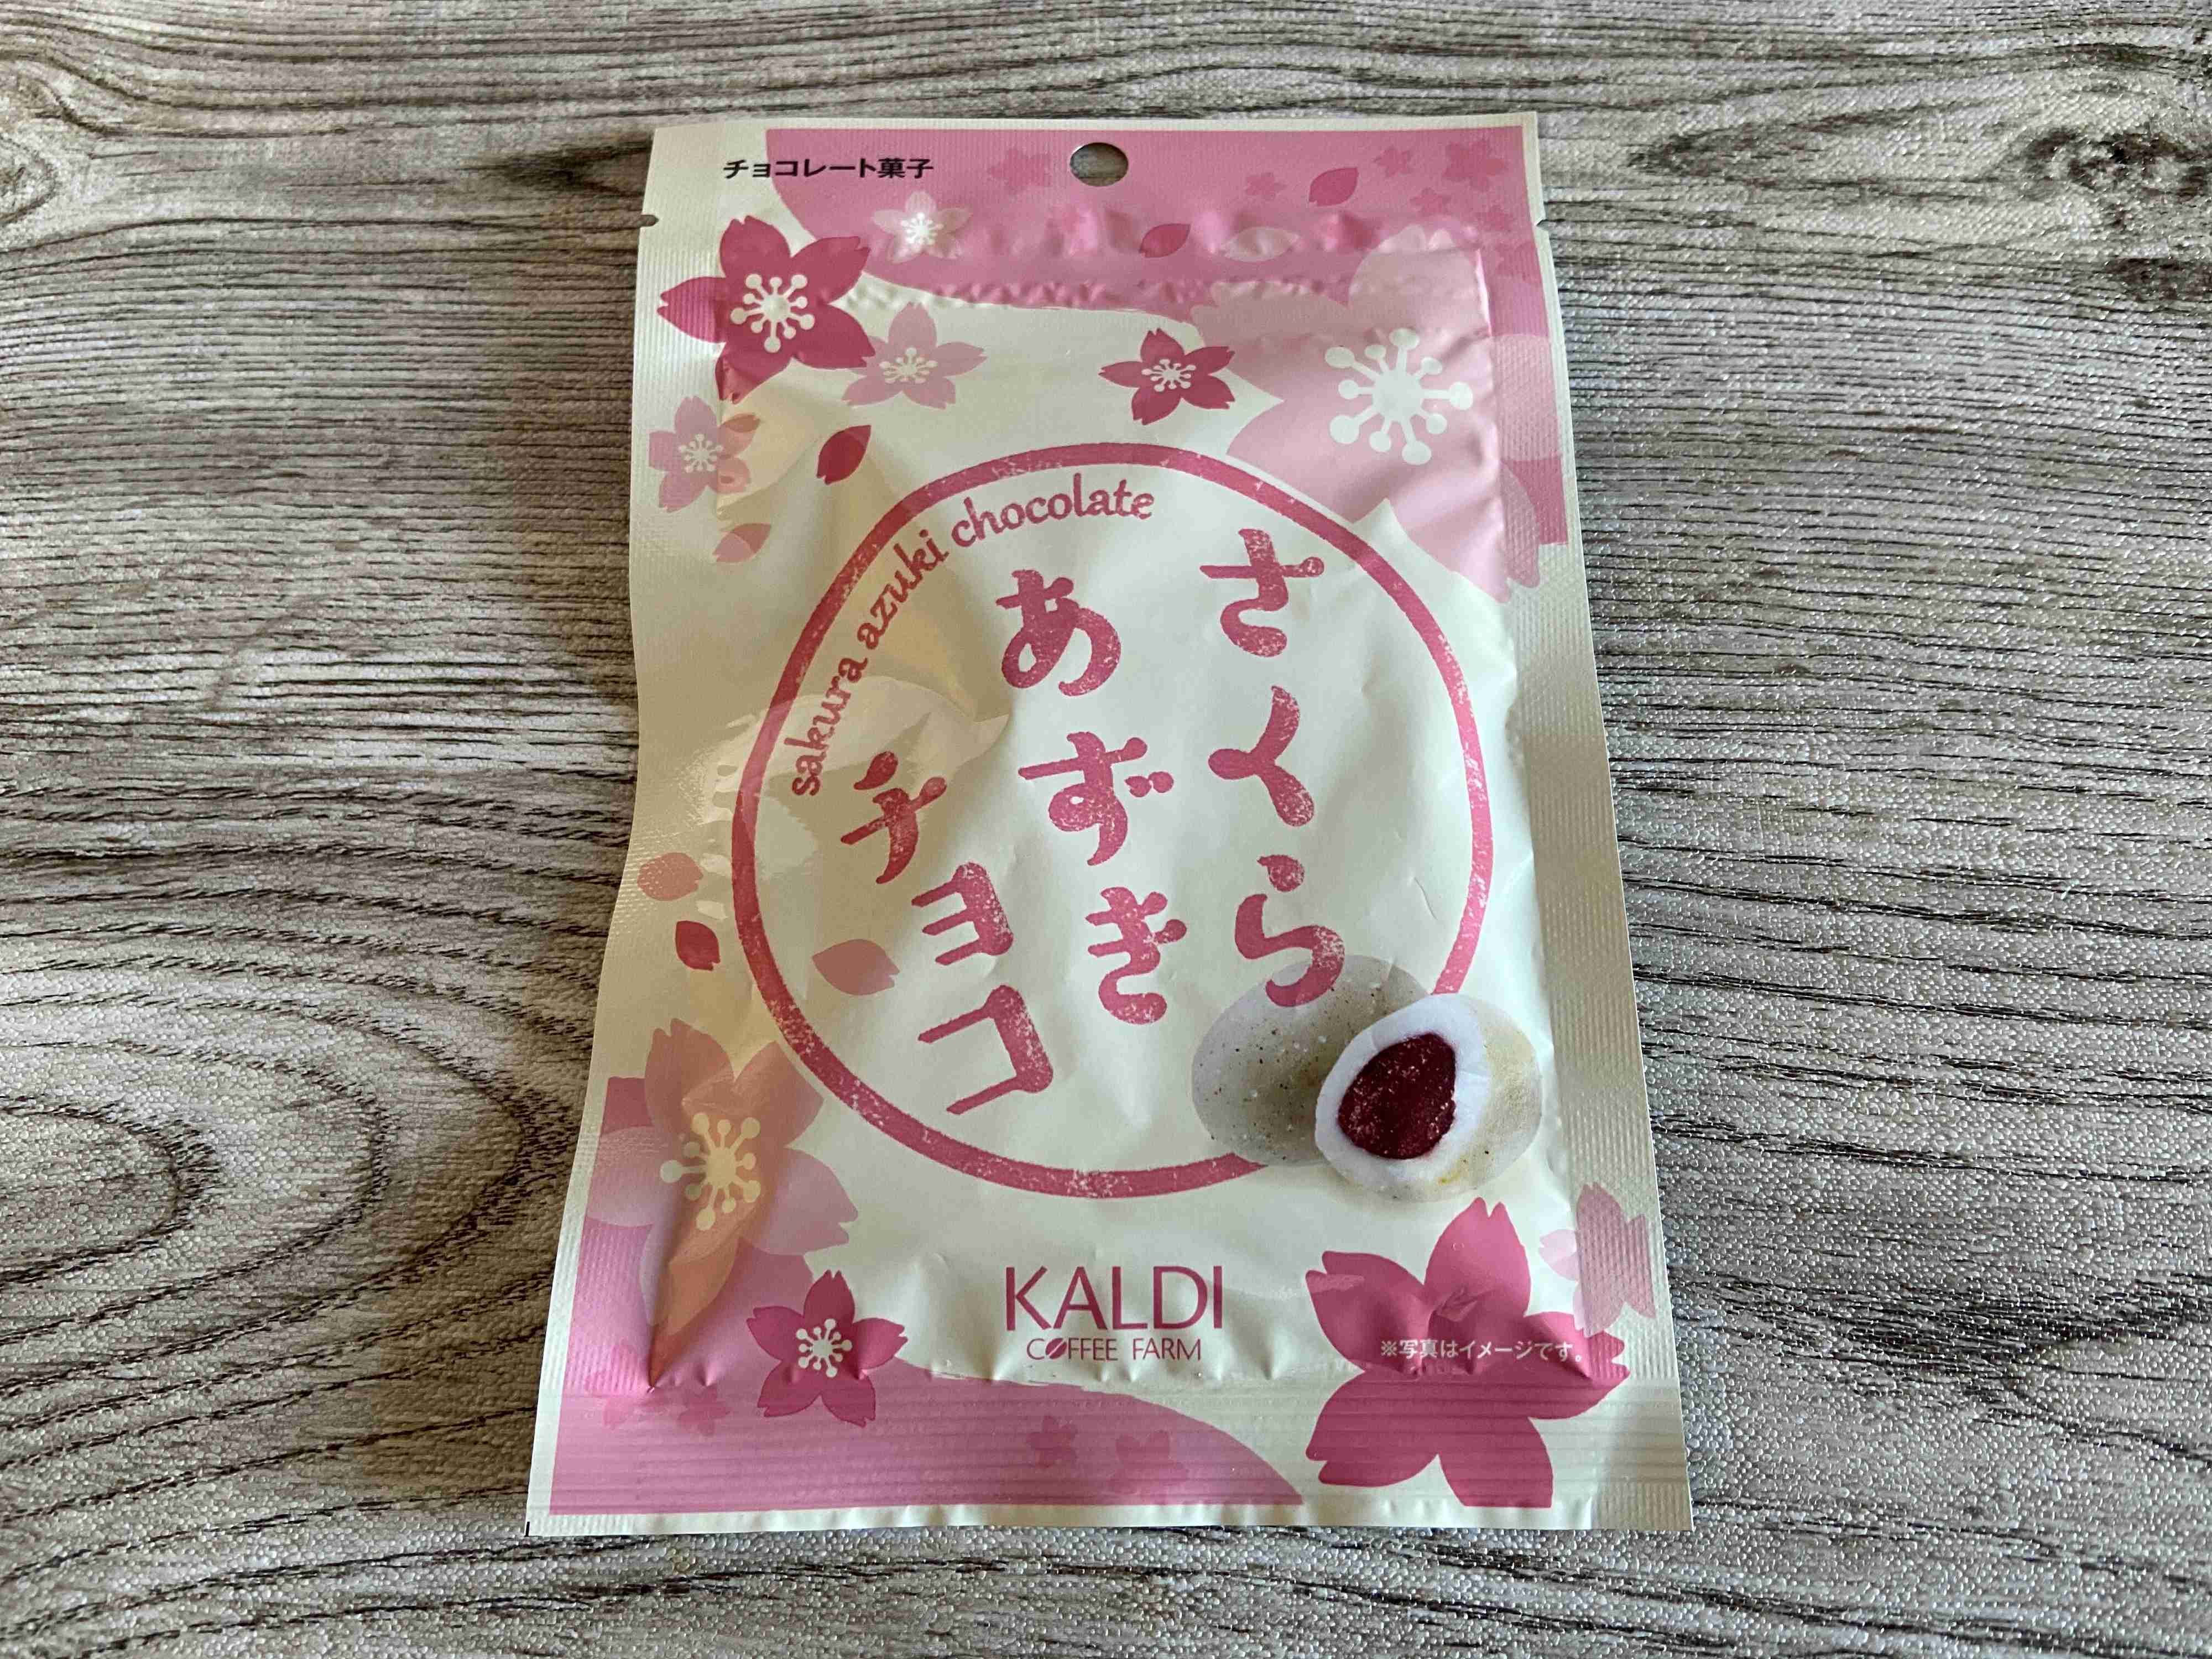 チョコレート菓子
sakura azuki chocolate
さくら
あずき
チョコ
KALDI
COFFEE FARM
※写真はイメージです。